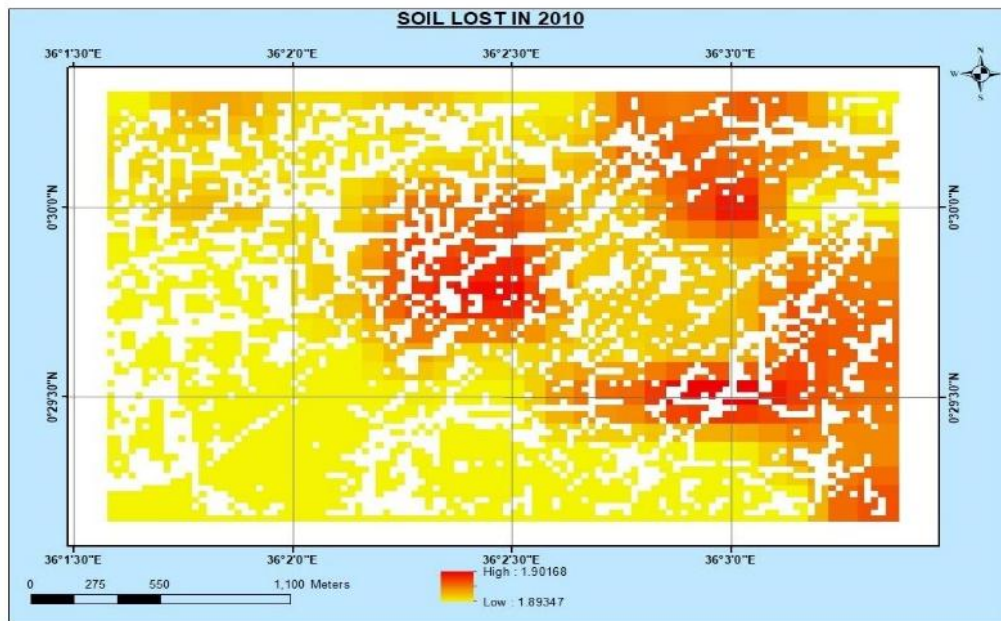 SOIL LOST IN 2010
36°1'30"E 36°2'0"E 36°2'30"E 36°3'0"E
N
W
S
0°30'0"N 0°30'0"N
0°29'30"N 0°29'30"N
36°1'30"E 36°2'0"E 36°2'30"E 36°3'0"E
0 275 550 1,100 Meters
High : 1.90168
Low : 1.89347